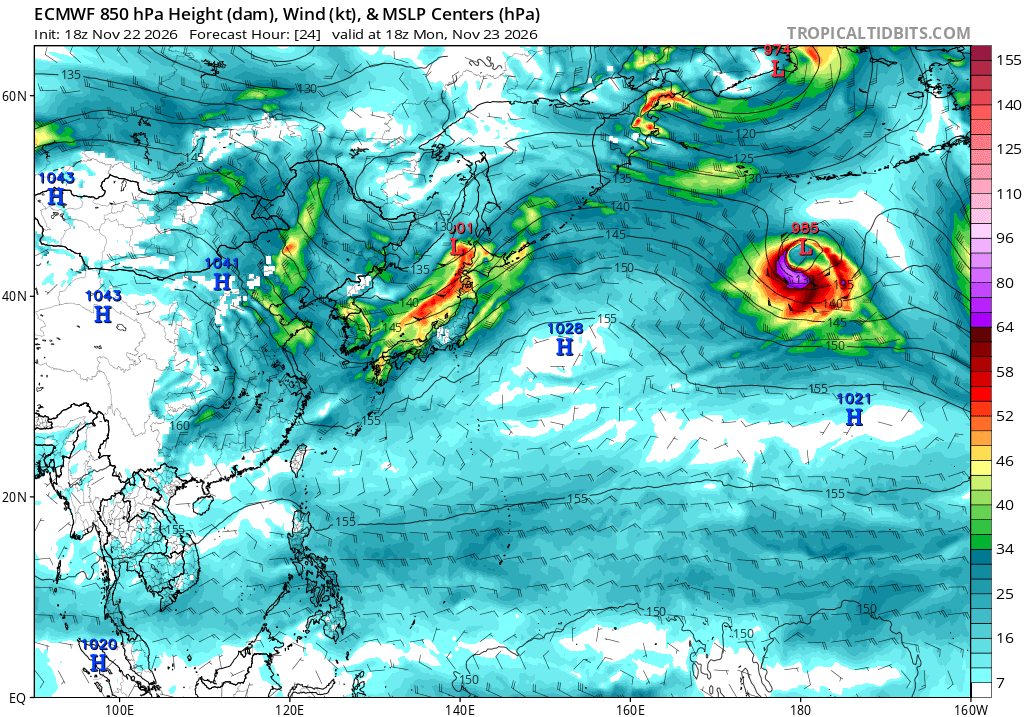 ECMWF 850 hPa Height (dam), Wind (kt), & MSLP Centers (hPa)
Init: 18z Nov 22 2026 Forecast Hour: [24] valid at 18z Mon, Nov 23 2026
TROPICALTIDBITS.COM
974
L
155
135
130
60N
140
120
125
145
125
130
135
110
1043
H
140
130
L
985
L
96
145
1041
H
135
150
80
40N
1043
H
140
140
145
145
155
150
64
1028
H
58
155
1021
H
160
155
52
46
20N
155
155
155
40
155
34
25
150
150
150
16
1020
H
150
7
EQ
100E
120E
140E
160E
180
160W